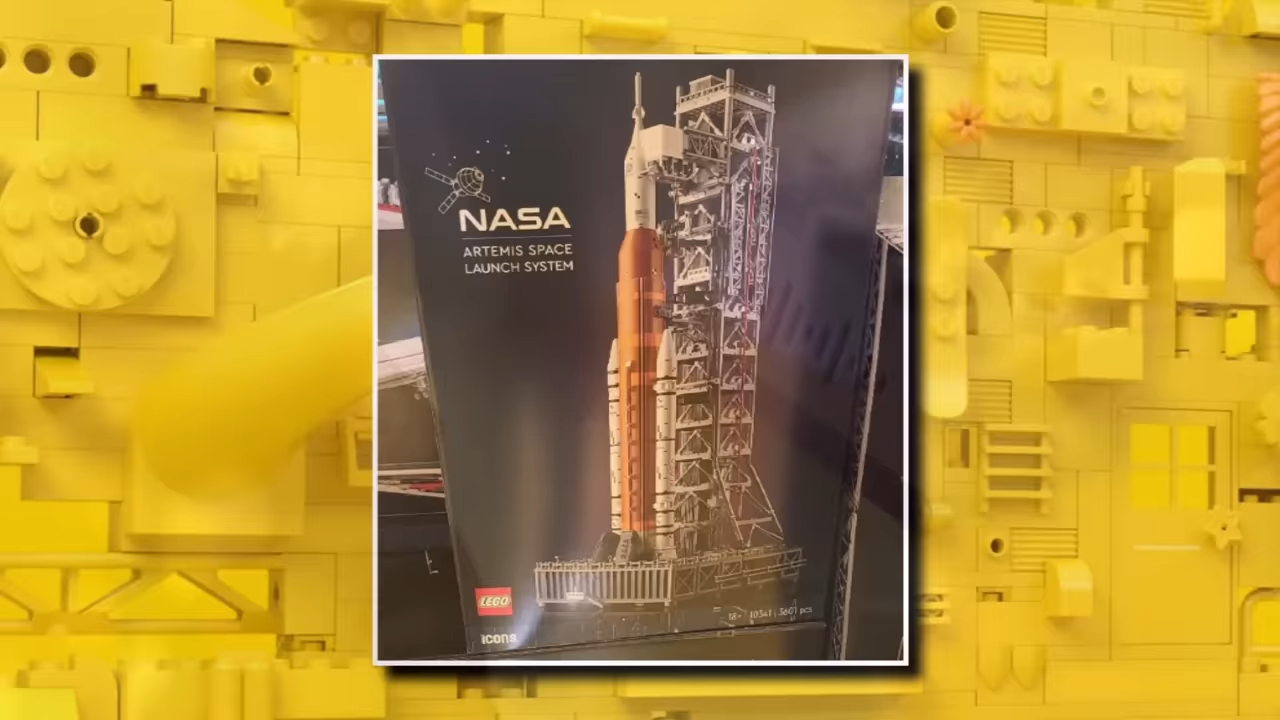 NASA
ARTEMIS SPACE
LAUNCH SYSTEM
LEGO
icons
18+ 10341 3601 pcs